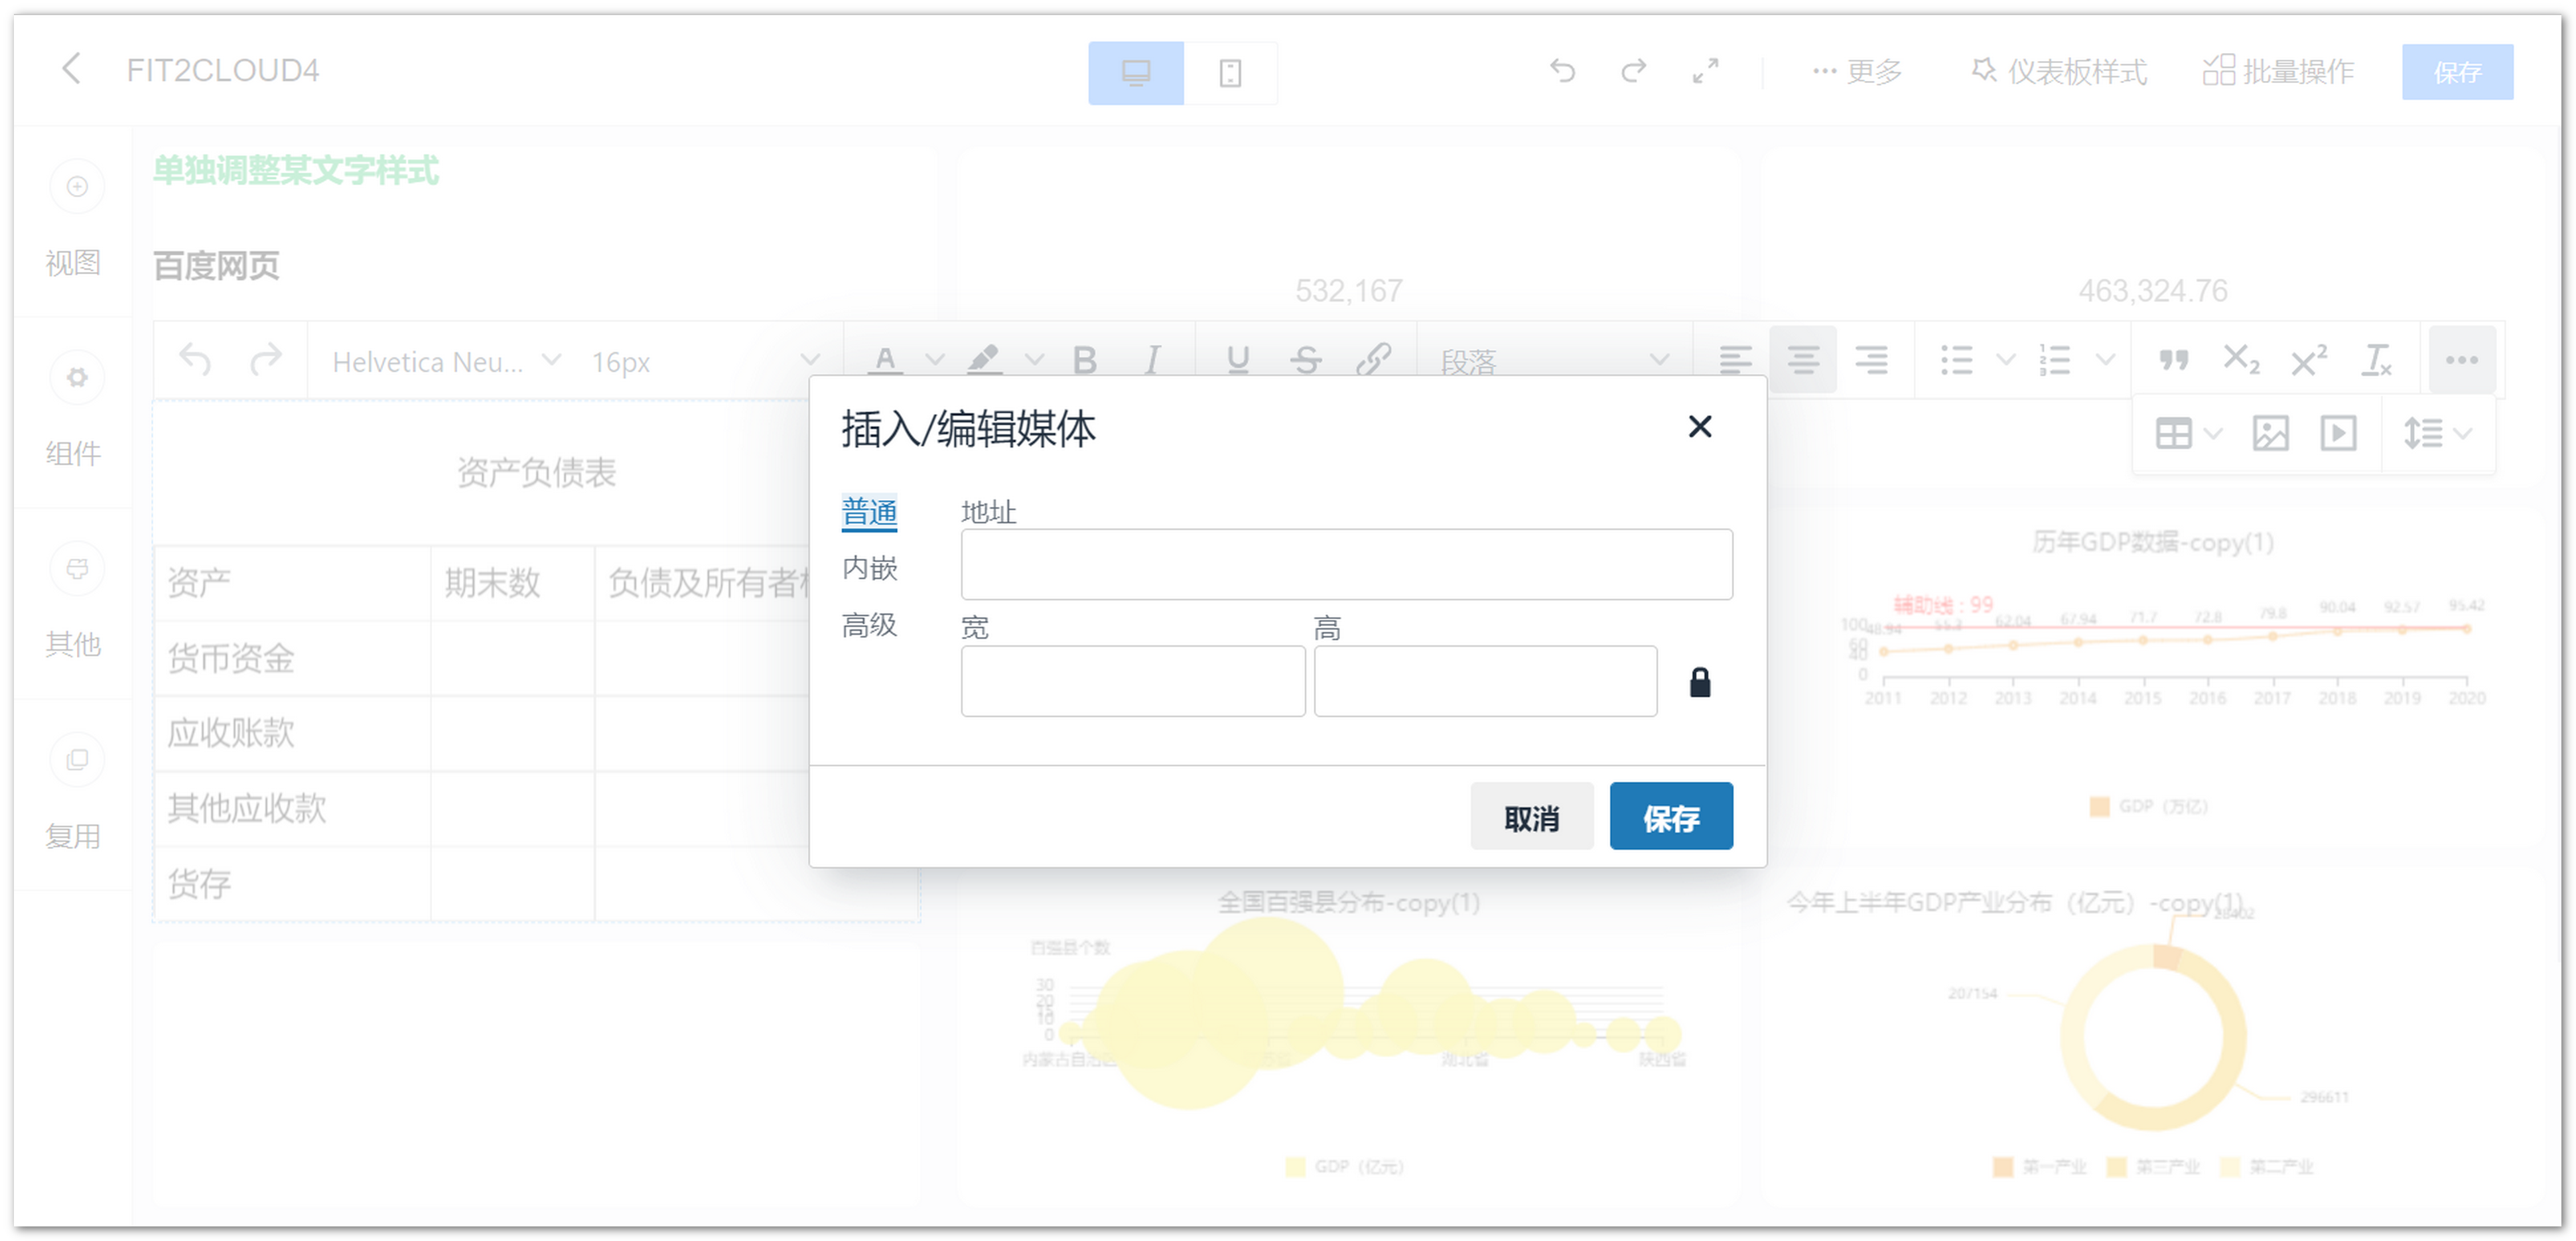 FIT2CLOUD4
更多
仪表板样式
批量操作
保存
视图
组件
其他
复用
单独调整某文字样式
百度网页
532,167
463,324.76
Helvetica Neu...
16px
段落
资产负债表
资产 期末数 负债及所有者
货币资金
应收账款
其他应收款
货存
插入/编辑媒体
普通
内嵌
高级
地址
宽
高
取消
保存
历年GDP数据-copy(1)
辅助线：99
48.94 55.3 62.04 67.94 71.7 72.8 79.8 90.04 92.57 95.42
100
60
40
0
2011 2012 2013 2014 2015 2016 2017 2018 2019 2020
GDP（万亿）
全国百强县分布-copy(1)
百强县个数
30
20
10
0
内蒙古自治区
湖北省
陕西省
GDP（亿元）
今年上半年GDP产业分布（亿元）-copy(1)
28402
207154
296611
第一产业 第三产业 第二产业